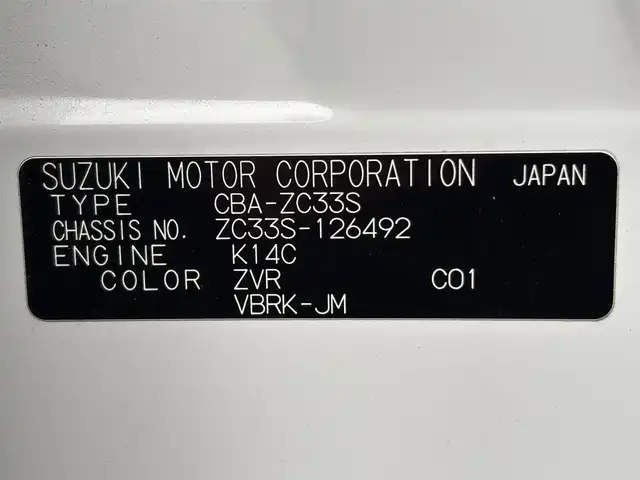 SUZUKI MOTOR CORPORATION JAPAN
TYPE CBA-ZC33S
CHASSIS NO. ZC33S-126492
ENGINE K14C
COLOR ZVR C01
VBRK-JM